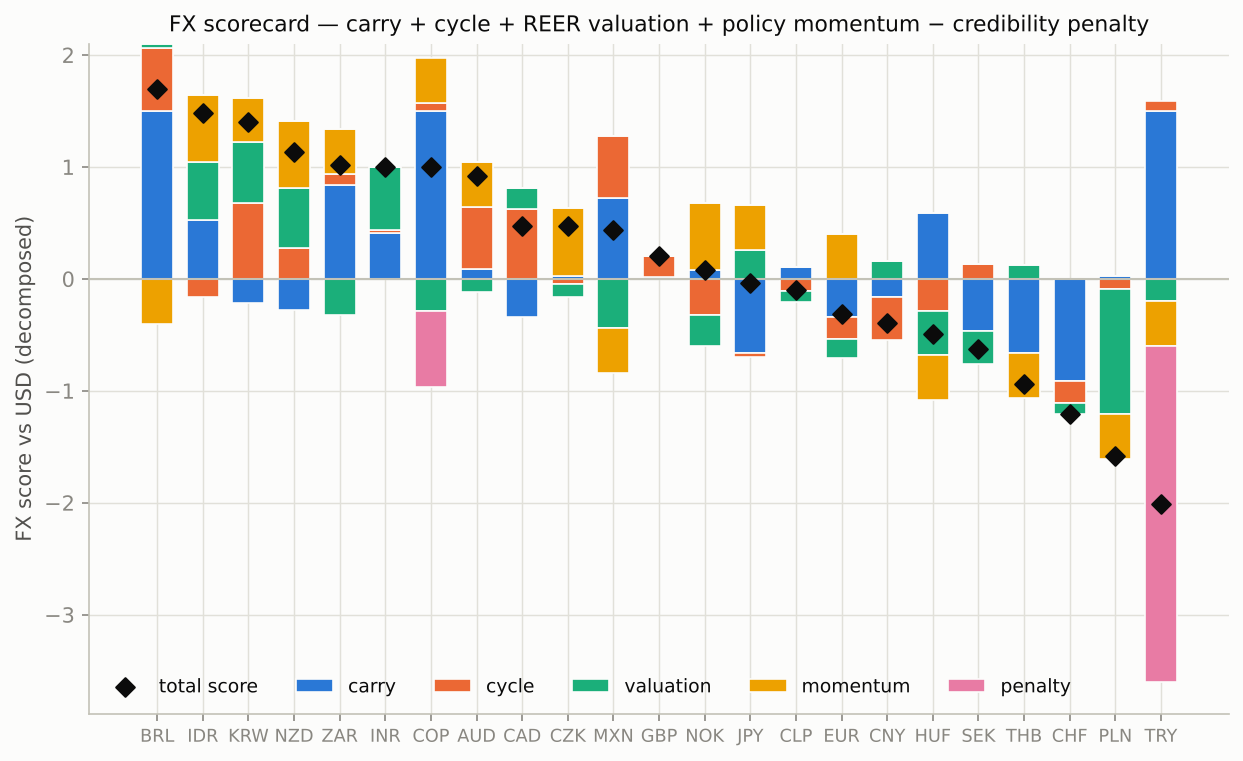 FX scorecard — carry + cycle + REER valuation + policy momentum − credibility penalty
FX score vs USD (decomposed)
2
1
0
−1
−2
−3
total score carry cycle valuation momentum penalty
BRL IDR KRW NZD ZAR INR COP AUD CAD CZK MXN GBP NOK JPY CLP EUR CNY HUF SEK THB CHF PLN TRY